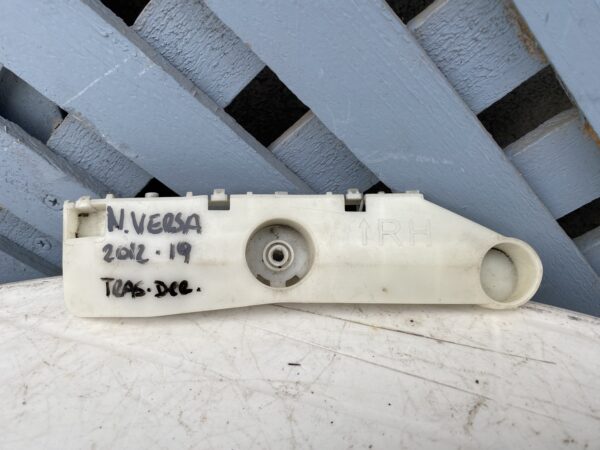 N. VERSA
2012 - 19
TRAS. DER.
↑RH